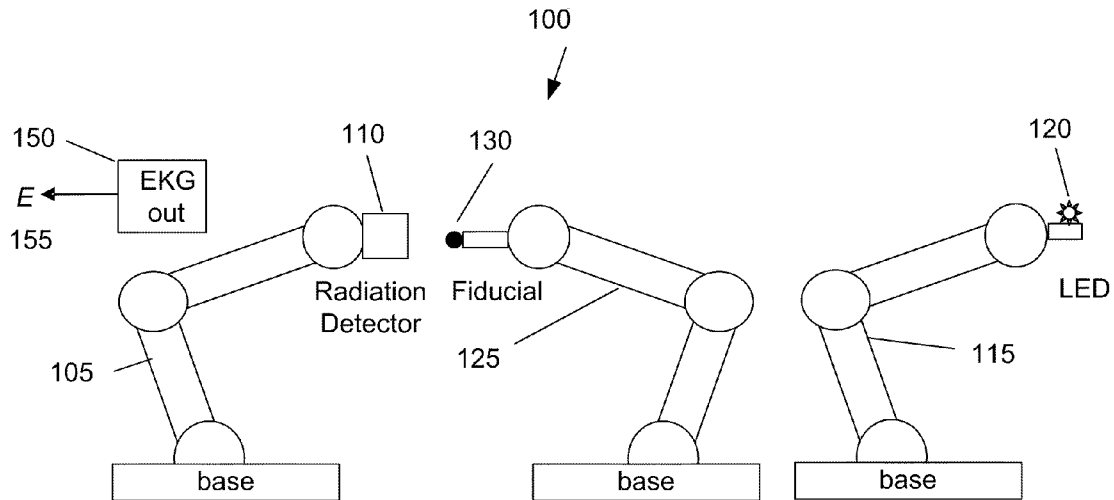 100
150
110
130
120
E
EKG
out
155
Radiation
Detector
Fiducial
LED
105
125
115
base
base
base